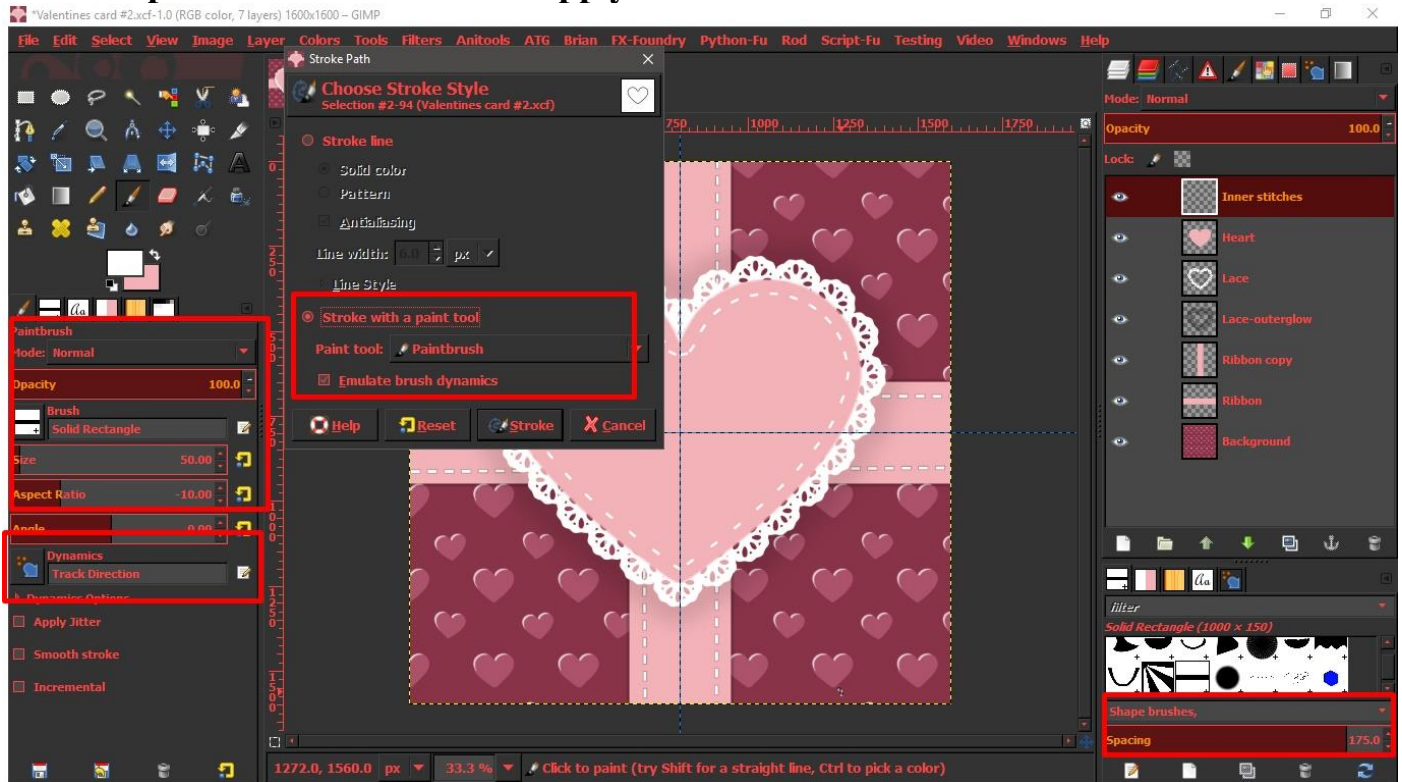 *Valentines card #2.xcf-1.0 (RGB color, 7 layers) 1600x1600 – GIMP
File Edit Select View Image Layer Colors Tools Filters Anitools ATG Brian FX-Foundry Python-Fu Rod Script-Fu Testing Video Windows Help
Stroke Path
Choose Stroke Style
Selection #2-94 (Valentines card #2.xcf)
Stroke line
Solid color
Pattern
Antialiasing
Line width: 6.0 px
Line Style
Stroke with a paint tool
Paint tool: Paintbrush
Emulate brush dynamics
Help Reset Stroke Cancel
750 1000 1250 1500 1750
Paintbrush
Mode: Normal
Opacity 100.0
Brush
Solid Rectangle
Size 50.00
Aspect Ratio -10.00
Angle 0.00
Dynamics
Track Direction
Dynamics Options
Apply Jitter
Smooth stroke
Incremental
Mode: Normal
Opacity 100.0
Lock:
Inner stitches
Heart
Lace
Lace-outerglow
Ribbon copy
Ribbon
Background
filter
Solid Rectangle (1000 × 150)
Shape brushes,
Spacing 175.0
1272.0, 1560.0 px 33.3 % Click to paint (try Shift for a straight line, Ctrl to pick a color)